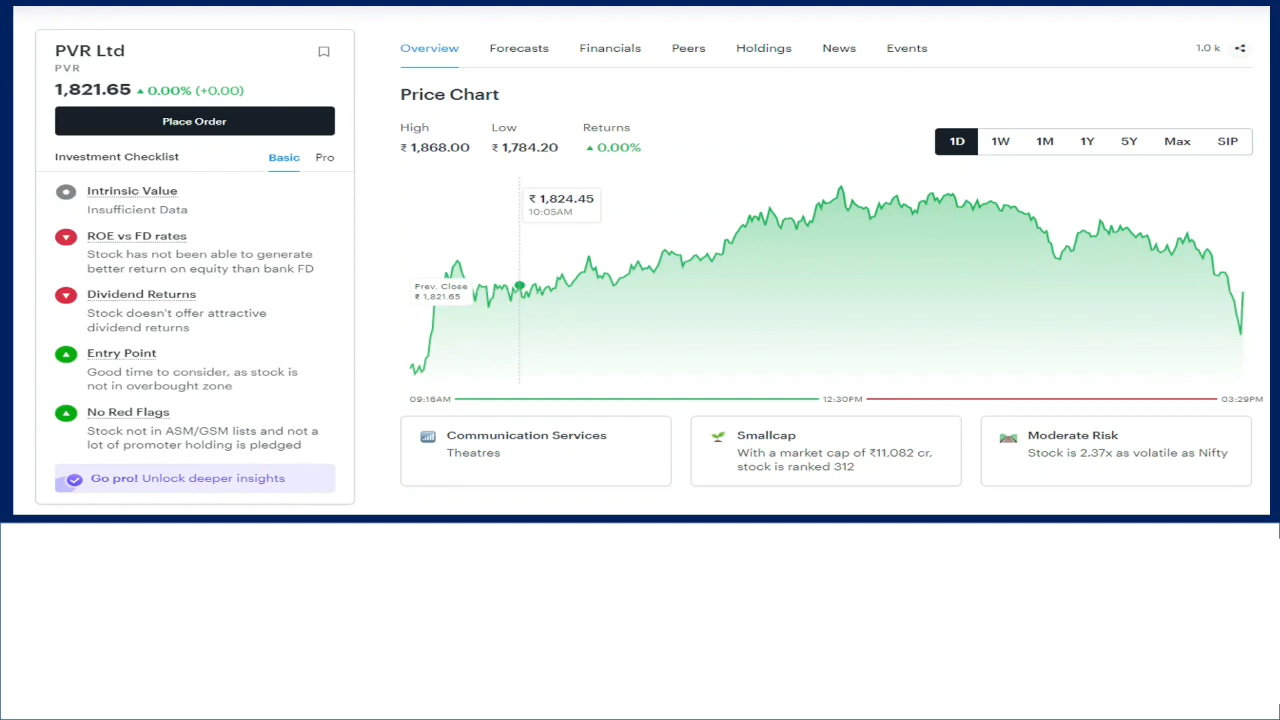 PVR Ltd
PVR
1,821.65 ▲ 0.00% (+0.00)
Place Order
Investment Checklist Basic Pro
Intrinsic Value
Insufficient Data
ROE vs FD rates
Stock has not been able to generate
better return on equity than bank FD
Dividend Returns
Stock doesn't offer attractive
dividend returns
Entry Point
Good time to consider, as stock is
not in overbought zone
No Red Flags
Stock not in ASM/GSM lists and not a
lot of promoter holding is pledged
Go pro! Unlock deeper insights
Overview Forecasts Financials Peers Holdings News Events 1.0 k
Price Chart
High Low Returns
₹ 1,868.00 ₹ 1,784.20 ▲ 0.00%
1D 1W 1M 1Y 5Y Max SIP
₹ 1,824.45
10:05AM
Prev. Close
₹ 1,821.65
09:16AM 12:30PM 03:29PM
Communication Services
Theatres
Smallcap
With a market cap of ₹11,082 cr,
stock is ranked 312
Moderate Risk
Stock is 2.37x as volatile as Nifty